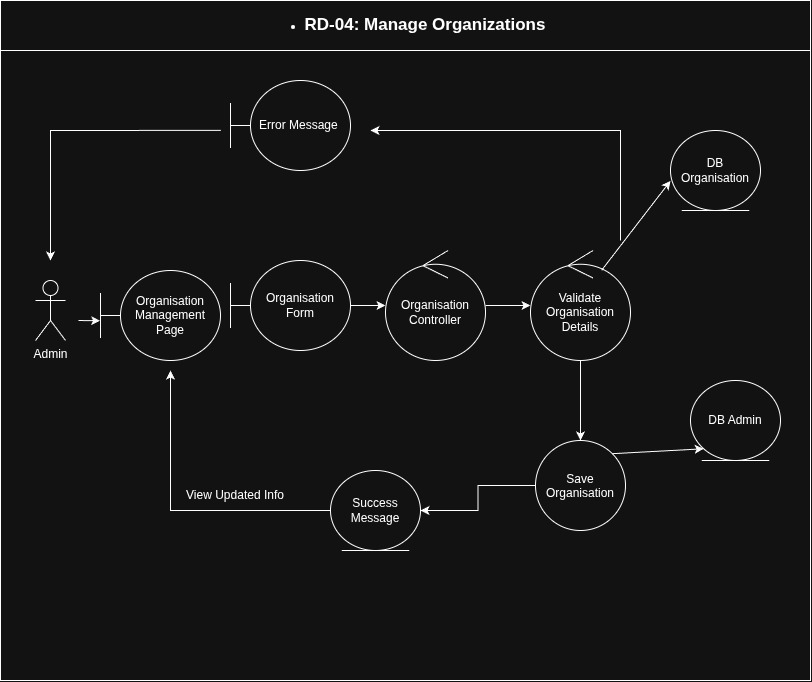 • RD-04: Manage Organizations
Error Message
DB
Organisation
Organisation
Management
Page
Organisation
Form
Organisation
Controller
Validate
Organisation
Details
Admin
DB Admin
Save
Organisation
View Updated Info
Success
Message